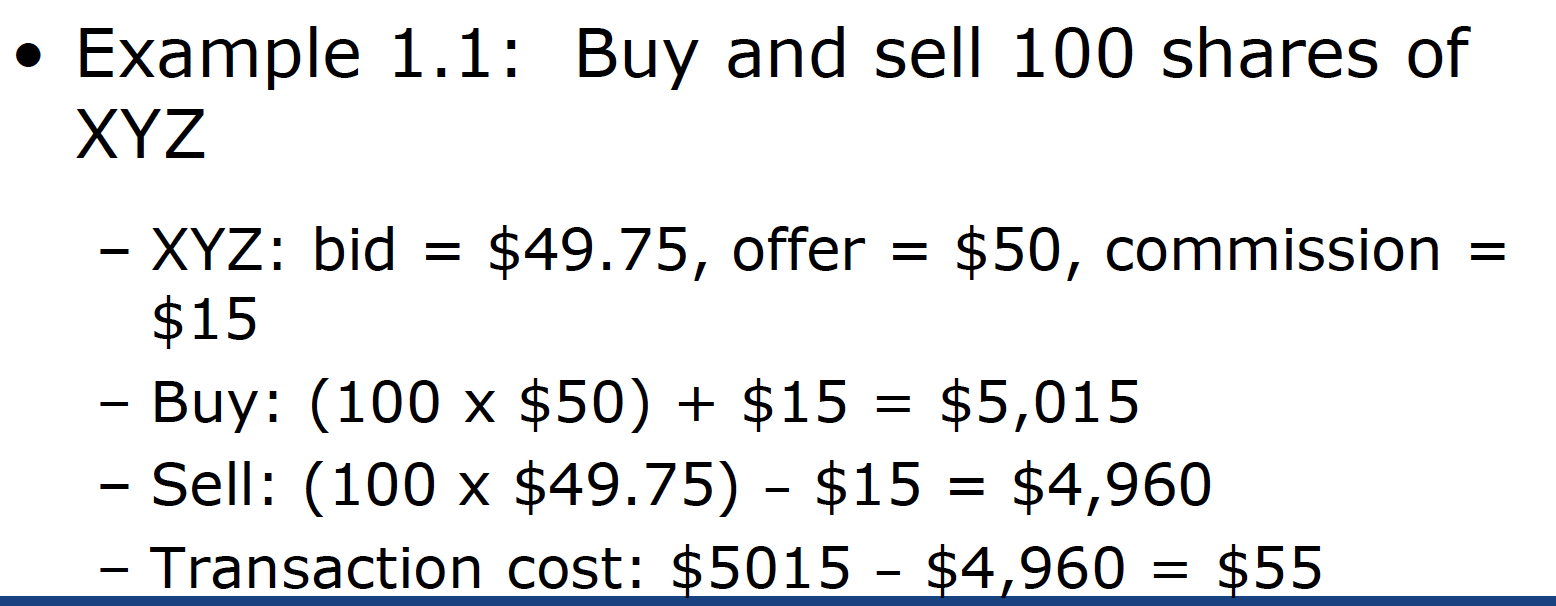 • Example 1.1:  Buy and sell 100 shares of
XYZ
– XYZ: bid = $49.75, offer = $50, commission =
$15
– Buy: (100 x $50) + $15 = $5,015
– Sell: (100 x $49.75) – $15 = $4,960
– Transaction cost: $5015 – $4,960 = $55